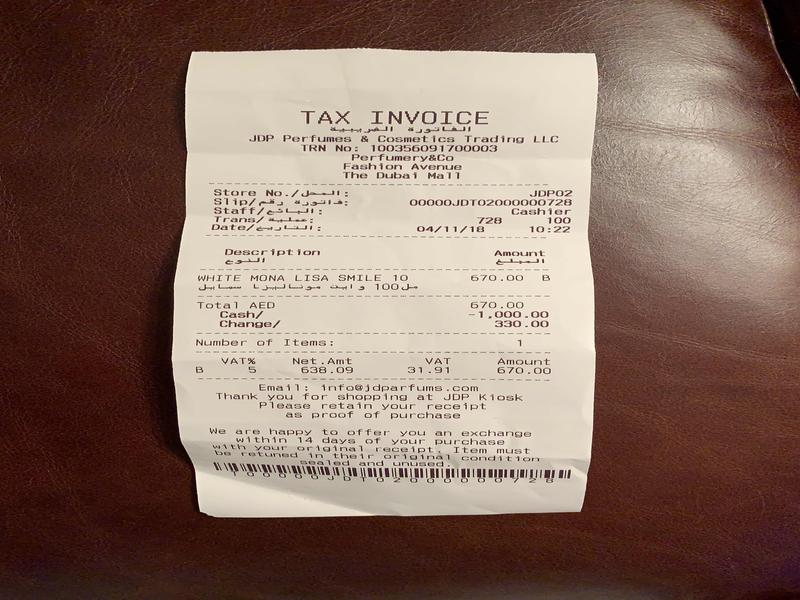 TAX INVOICE
الفاتورة الضريبية
JDP Perfumes & Cosmetics Trading LLC
TRN No: 100356091700003
Perfumery&Co
Fashion Avenue
The Dubai Mall
Store No./المحل: JDP02
Slip/فاتورة رقم: 00000JDT02000000728
Staff/البائع: Cashier
Trans/عملية: 728 100
Date/التاريخ: 04/11/18 10:22
Description Amount
النوع المبلغ
WHITE MONA LISA SMILE 10 670.00 B
وايت موناليزا سمايل 100مل
Total AED 670.00
Cash/ -1,000.00
Change/ 330.00
Number of Items: 1
VAT% Net.Amt VAT Amount
B 5 638.09 31.91 670.00
Email: info@jdparfums.com
Thank you for shopping at JDP Kiosk
Please retain your receipt
as proof of purchase
We are happy to offer you an exchange
within 14 days of your purchase
with your original receipt. Item must
be retuned in their original condition
sealed and unused.
00000JDT02000000728